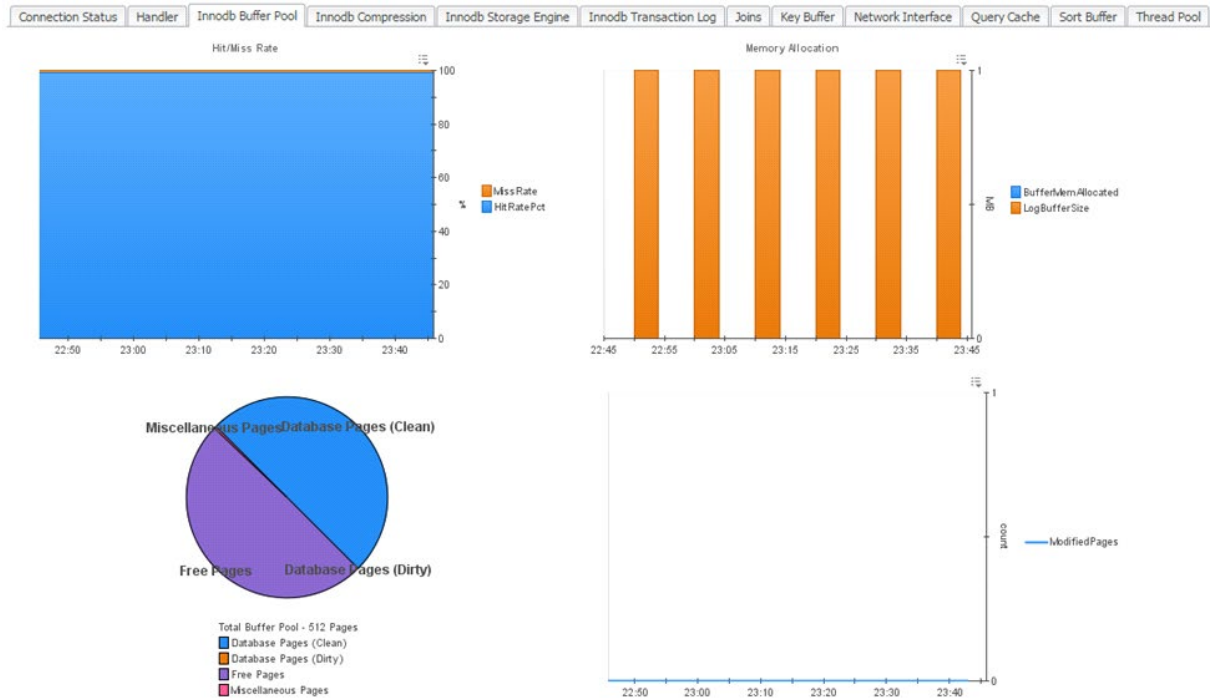 Connection Status Handler Innodb Buffer Pool Innodb Compression Innodb Storage Engine Innodb Transaction Log Joins Key Buffer Network Interface Query Cache Sort Buffer Thread Pool
Hit/Miss Rate
100
80
60
40
20
0
%
22:50 23:00 23:10 23:20 23:30 23:40
MissRate
HitRatePct
Memory Allocation
1
0
MB
22:45 22:55 23:05 23:15 23:25 23:35 23:45
BufferMemAllocated
LogBufferSize
Miscellaneous Pages Database Pages (Clean)
Free Pages Database Pages (Dirty)
Total Buffer Pool - 512 Pages
Database Pages (Clean)
Database Pages (Dirty)
Free Pages
Miscellaneous Pages
1
0
count
22:50 23:00 23:10 23:20 23:30 23:40
ModifiedPages